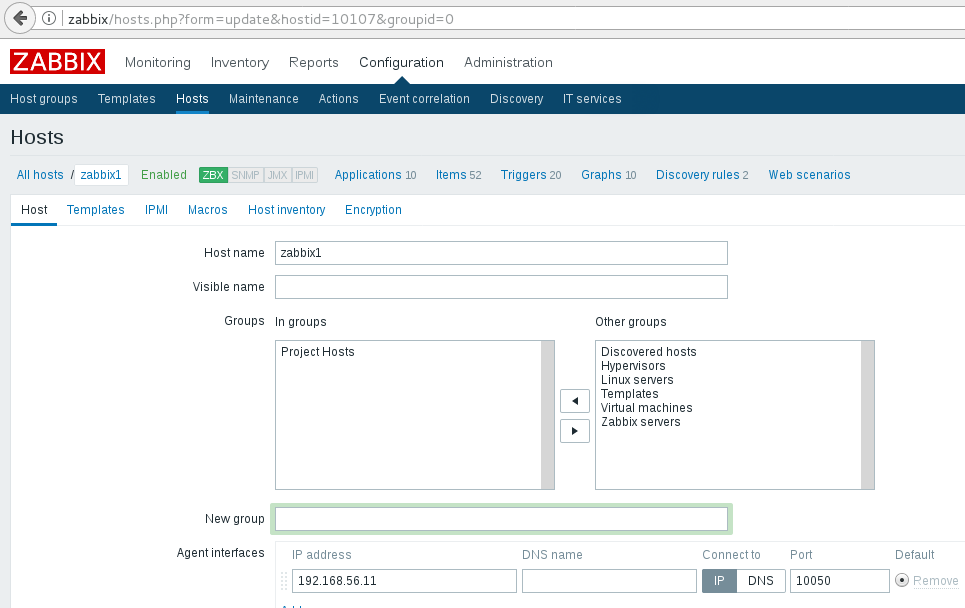 zabbix/hosts.php?form=update&hostid=10107&groupid=0
ZABBIX Monitoring Inventory Reports Configuration Administration
Host groups Templates Hosts Maintenance Actions Event correlation Discovery IT services
Hosts
All hosts / zabbix1 Enabled ZBX SNMP JMX IPMI Applications 10 Items 52 Triggers 20 Graphs 10 Discovery rules 2 Web scenarios
Host Templates IPMI Macros Host inventory Encryption
Host name zabbix1
Visible name
Groups In groups Other groups
Project Hosts Discovered hosts
Hypervisors
Linux servers
Templates
Virtual machines
Zabbix servers
New group
Agent interfaces IP address DNS name Connect to Port Default
192.168.56.11 IP DNS 10050 Remove